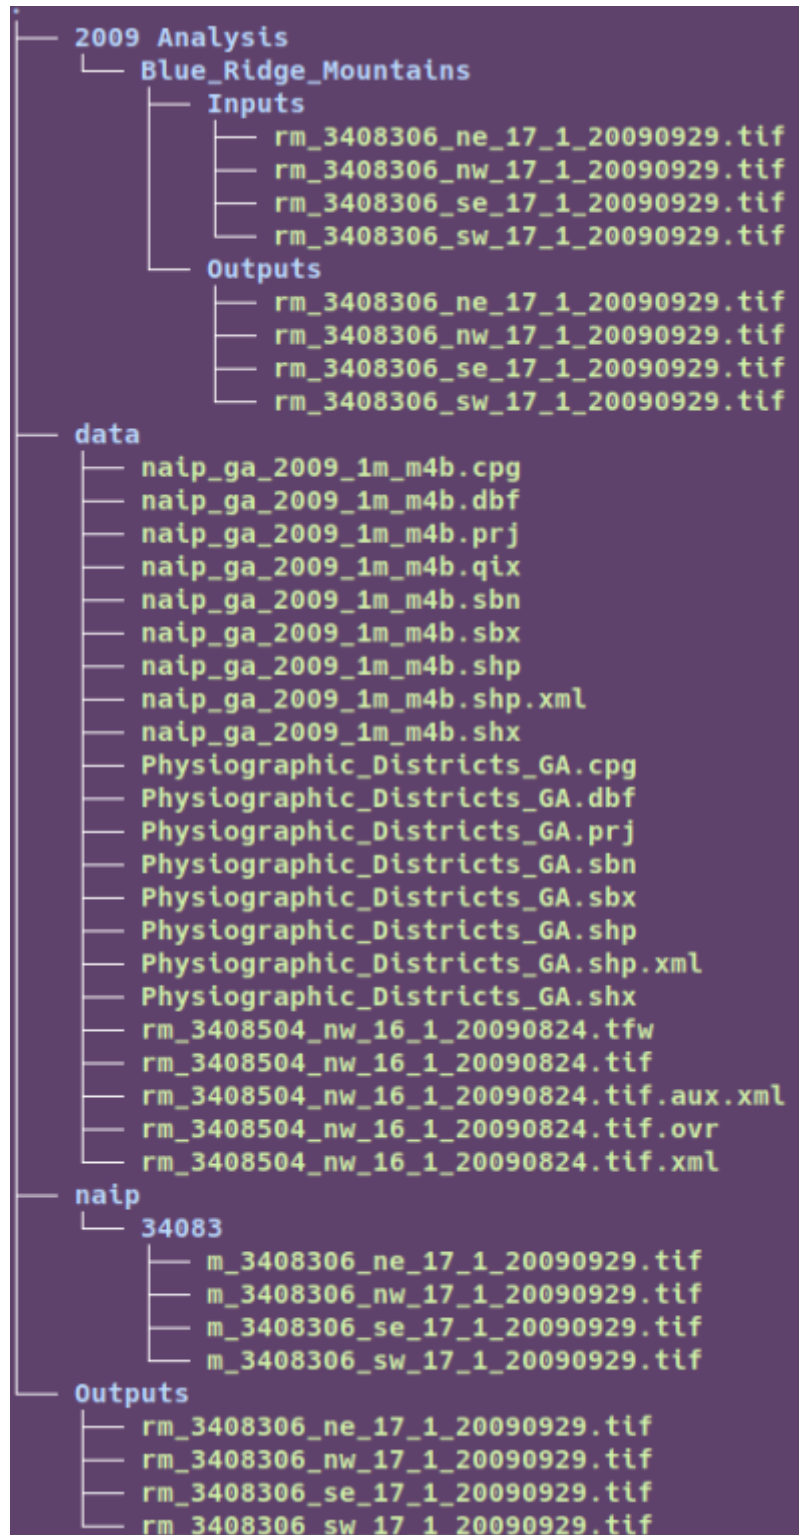 .
├── 2009 Analysis
│   └── Blue_Ridge_Mountains
│       ├── Inputs
│       │   ├── rm_3408306_ne_17_1_20090929.tif
│       │   ├── rm_3408306_nw_17_1_20090929.tif
│       │   ├── rm_3408306_se_17_1_20090929.tif
│       │   └── rm_3408306_sw_17_1_20090929.tif
│       └── Outputs
│           ├── rm_3408306_ne_17_1_20090929.tif
│           ├── rm_3408306_nw_17_1_20090929.tif
│           ├── rm_3408306_se_17_1_20090929.tif
│           └── rm_3408306_sw_17_1_20090929.tif
├── data
│   ├── naip_ga_2009_1m_m4b.cpg
│   ├── naip_ga_2009_1m_m4b.dbf
│   ├── naip_ga_2009_1m_m4b.prj
│   ├── naip_ga_2009_1m_m4b.qix
│   ├── naip_ga_2009_1m_m4b.sbn
│   ├── naip_ga_2009_1m_m4b.sbx
│   ├── naip_ga_2009_1m_m4b.shp
│   ├── naip_ga_2009_1m_m4b.shp.xml
│   ├── naip_ga_2009_1m_m4b.shx
│   ├── Physiographic_Districts_GA.cpg
│   ├── Physiographic_Districts_GA.dbf
│   ├── Physiographic_Districts_GA.prj
│   ├── Physiographic_Districts_GA.sbn
│   ├── Physiographic_Districts_GA.sbx
│   ├── Physiographic_Districts_GA.shp
│   ├── Physiographic_Districts_GA.shp.xml
│   ├── Physiographic_Districts_GA.shx
│   ├── rm_3408504_nw_16_1_20090824.tfw
│   ├── rm_3408504_nw_16_1_20090824.tif
│   ├── rm_3408504_nw_16_1_20090824.tif.aux.xml
│   ├── rm_3408504_nw_16_1_20090824.tif.ovr
│   └── rm_3408504_nw_16_1_20090824.tif.xml
├── naip
│   └── 34083
│       ├── m_3408306_ne_17_1_20090929.tif
│       ├── m_3408306_nw_17_1_20090929.tif
│       ├── m_3408306_se_17_1_20090929.tif
│       └── m_3408306_sw_17_1_20090929.tif
└── Outputs
    ├── rm_3408306_ne_17_1_20090929.tif
    ├── rm_3408306_nw_17_1_20090929.tif
    ├── rm_3408306_se_17_1_20090929.tif
    └── rm_3408306_sw_17_1_20090929.tif